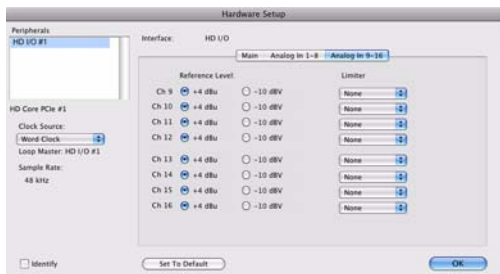 Hardware Setup
Peripherals
HD I/O #1
Interface: HD I/O
Main Analog In 1-8 Analog In 9-16
Reference Level: Limiter
Ch 9 +4 dBu -10 dBV None
Ch 10 +4 dBu -10 dBV None
Ch 11 +4 dBu -10 dBV None
Ch 12 +4 dBu -10 dBV None
Ch 13 +4 dBu -10 dBV None
Ch 14 +4 dBu -10 dBV None
Ch 15 +4 dBu -10 dBV None
Ch 16 +4 dBu -10 dBV None
HD Core PCIe #1
Clock Source:
Word Clock
Loop Master: HD I/O #1
Sample Rate:
48 kHz
Identify
Set To Default
OK